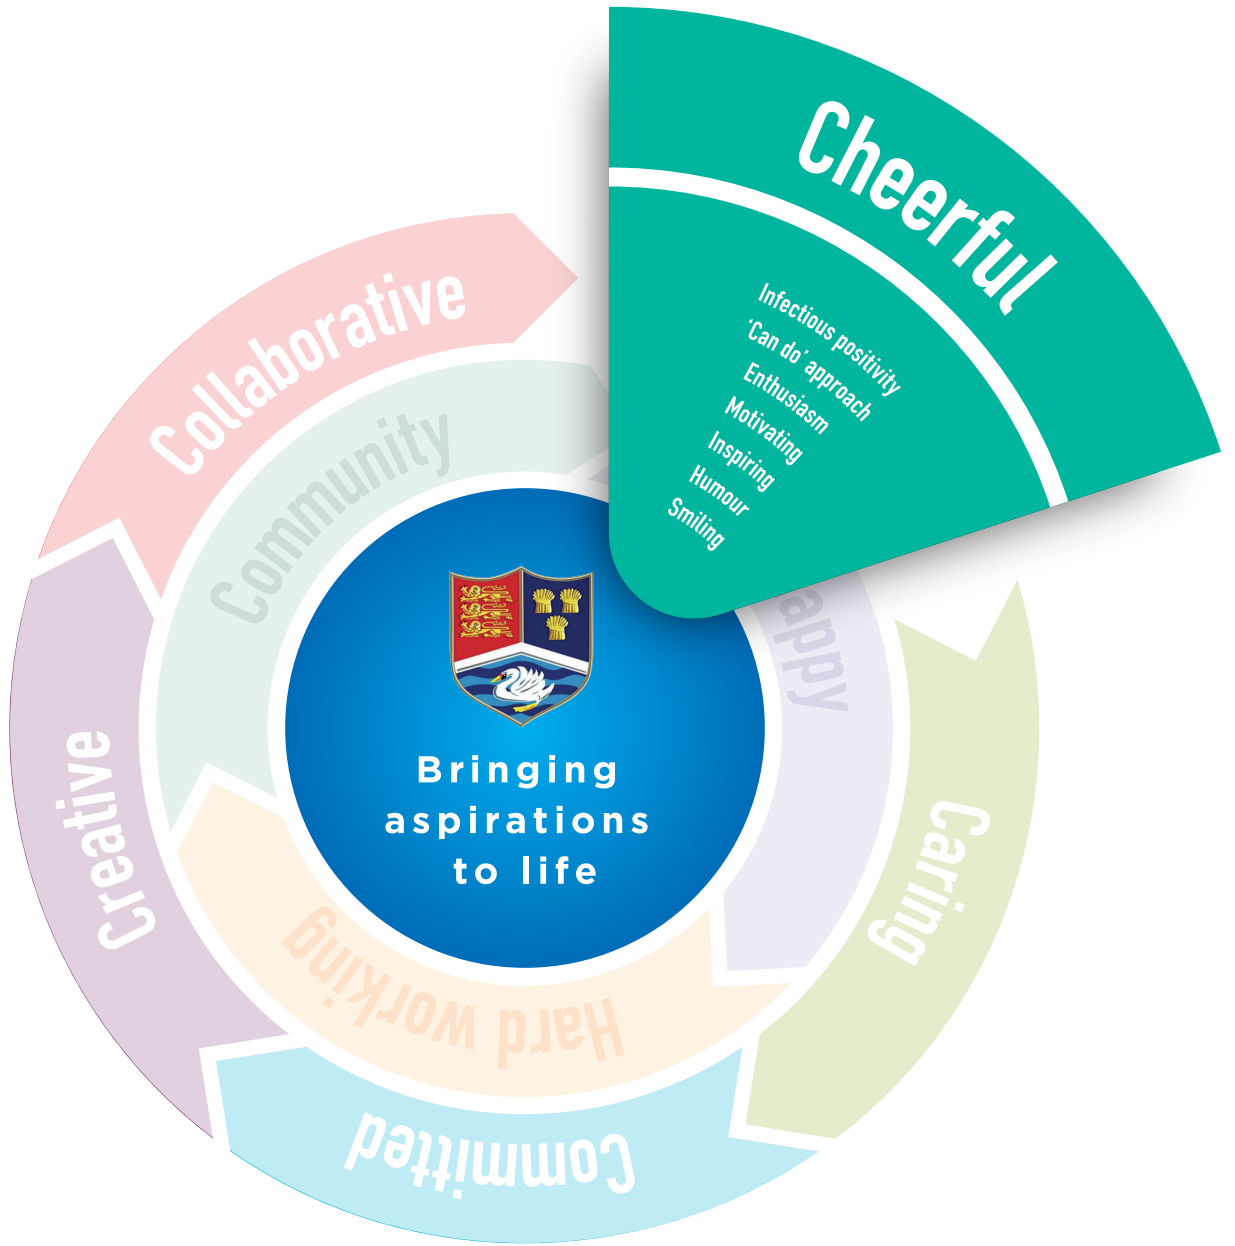 Cheerful
Infectious positivity
‘Can do’ approach
Enthusiasm
Motivating
Inspiring
Humour
Smiling
Collaborative
Community
appy
Caring
Creative
Hard working
Committed
Bringing
aspirations
to life